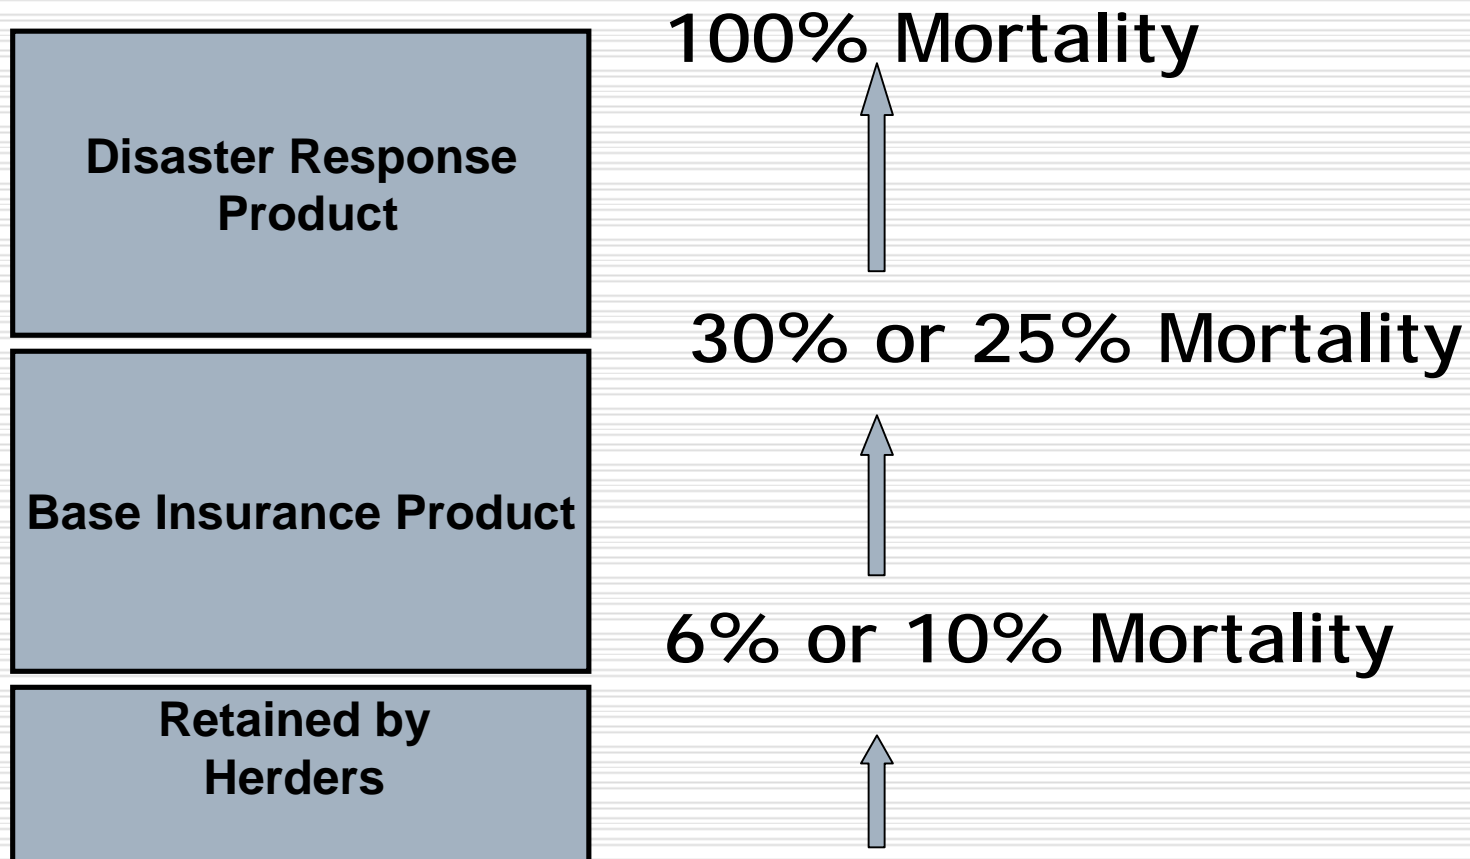 100% Mortality
Disaster Response
Product
30% or 25% Mortality
Base Insurance Product
6% or 10% Mortality
Retained by
Herders